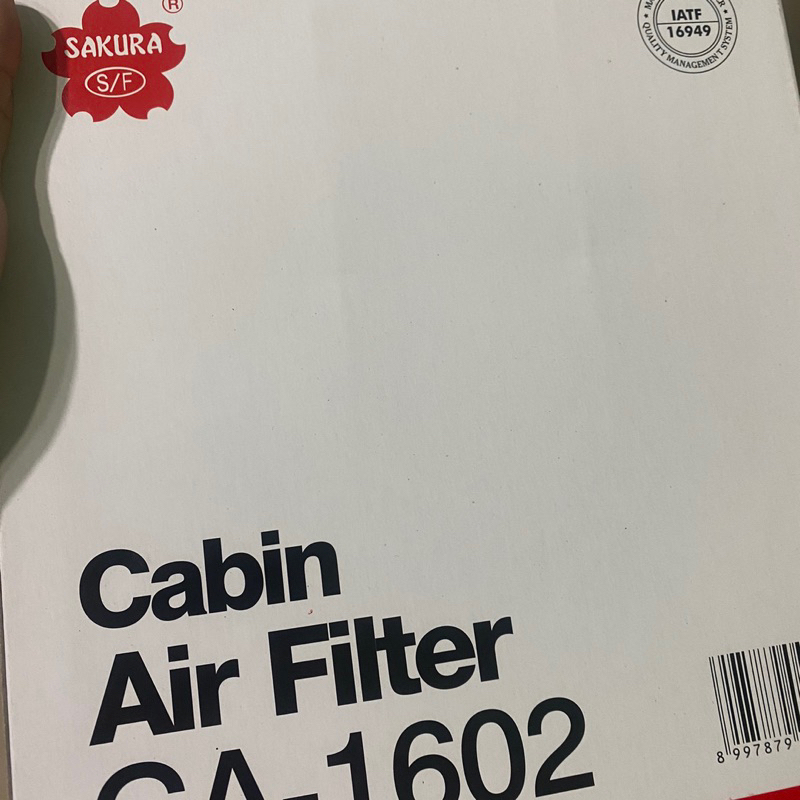 SAKURA
®
S/F
IATF
16949
QUALITY MANAGEMENT SYSTEM
Cabin
Air Filter
CA-1602
8 997879